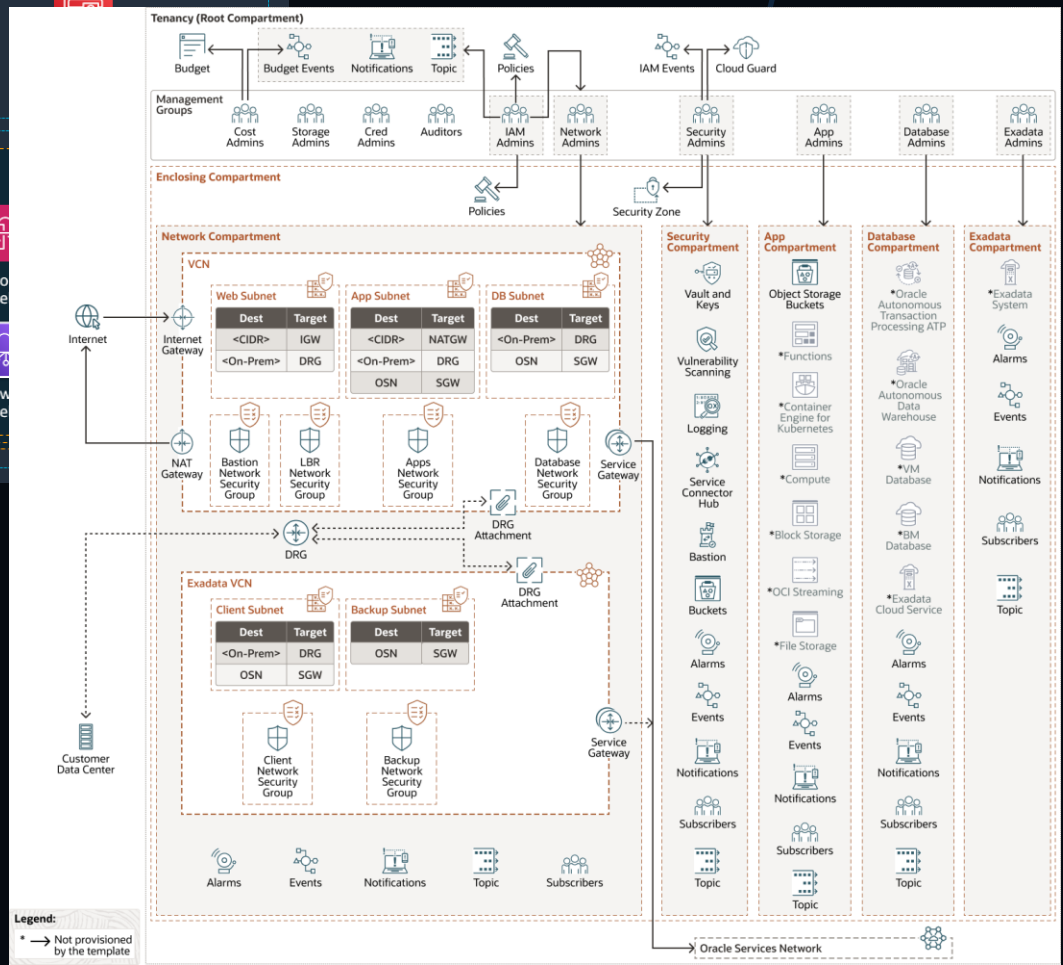 Tenancy (Root Compartment)
Budget
Budget Events
Notifications
Topic
Policies
IAM Events
Cloud Guard
Management
Groups
Cost
Admins
Storage
Admins
Cred
Admins
Auditors
IAM
Admins
Network
Admins
Security
Admins
App
Admins
Database
Admins
Exadata
Admins
Enclosing Compartment
Policies
Security Zone
Network Compartment
VCN
Internet
Internet
Gateway
Web Subnet
Dest Target
<CIDR> IGW
<On-Prem> DRG
App Subnet
Dest Target
<CIDR> NATGW
<On-Prem> DRG
OSN SGW
DB Subnet
Dest Target
<On-Prem> DRG
OSN SGW
NAT
Gateway
Bastion
Network
Security
Group
LBR
Network
Security
Group
Apps
Network
Security
Group
Database
Network
Security
Group
Service
Gateway
DRG
Attachment
DRG
DRG
Attachment
Exadata VCN
Client Subnet
Dest Target
<On-Prem> DRG
OSN SGW
Backup Subnet
Dest Target
OSN SGW
Client
Network
Security
Group
Backup
Network
Security
Group
Service
Gateway
Customer
Data Center
Alarms
Events
Notifications
Topic
Subscribers
Security
Compartment
Vault and
Keys
Vulnerability
Scanning
Logging
Service
Connector
Hub
Bastion
Buckets
Alarms
Events
Notifications
Subscribers
Topic
App
Compartment
Object Storage
Buckets
*Functions
*Container
Engine for
Kubernetes
*Compute
*Block Storage
*OCI Streaming
*File Storage
Alarms
Events
Notifications
Subscribers
Topic
Database
Compartment
*Oracle
Autonomous
Transaction
Processing ATP
*Oracle
Autonomous
Data
Warehouse
*VM
Database
*BM
Database
*Exadata
Cloud Service
Alarms
Events
Notifications
Subscribers
Topic
Exadata
Compartment
*Exadata
System
Alarms
Events
Notifications
Subscribers
Topic
Oracle Services Network
Legend:
* → Not provisioned
by the template